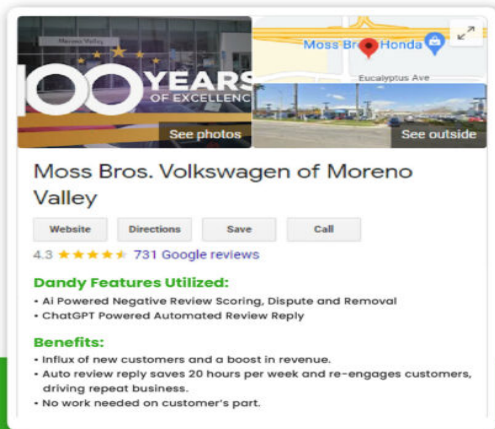 Moreno Valley
100 YEARS
OF EXCELLENC
See photos
Moss Br Honda
Eucalyptus Ave
See outside
Moss Bros. Volkswagen of Moreno
Valley
Website Directions Save Call
4.3 731 Google reviews
Dandy Features Utilized:
• Ai Powered Negative Review Scoring, Dispute and Removal
• ChatGPT Powered Automated Review Reply
Benefits:
• Influx of new customers and a boost in revenue.
• Auto review reply saves 20 hours per week and re-engages customers,
driving repeat business.
• No work needed on customer's part.